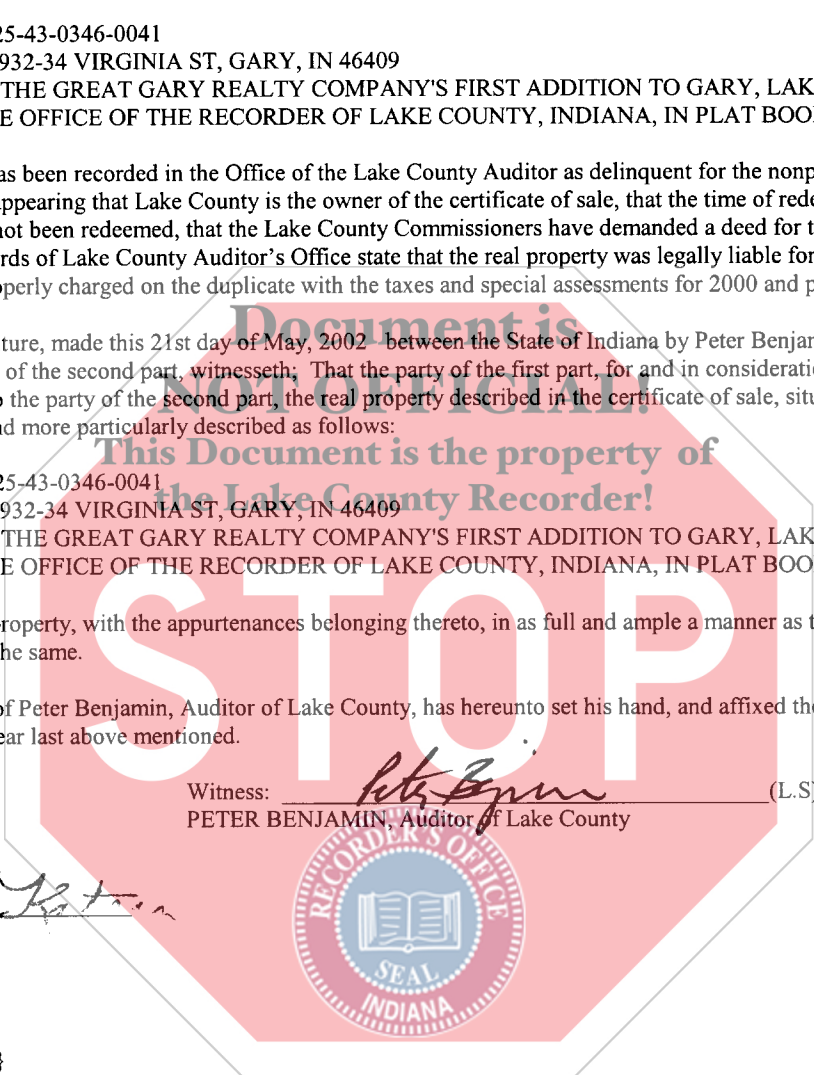 25-43-0346-0041
932-34 VIRGINIA ST, GARY, IN 46409
THE GREAT GARY REALTY COMPANY'S FIRST ADDITION TO GARY, LAK
E OFFICE OF THE RECORDER OF LAKE COUNTY, INDIANA, IN PLAT BOO
as been recorded in the Office of the Lake County Auditor as delinquent for the nonp
ppearing that Lake County is the owner of the certificate of sale, that the time of rede
not been redeemed, that the Lake County Commissioners have demanded a deed for t
rds of Lake County Auditor's Office state that the real property was legally liable for
operly charged on the duplicate with the taxes and special assessments for 2000 and p
Document is
ture, made this 21st day of May, 2002 between the State of Indiana by Peter Benjam
of the second part, witnesseth; That the party of the first part, for and in considerati
NOT OFFICIAL!
o the party of the second part, the real property described in the certificate of sale, situ
nd more particularly described as follows:
This Document is the property of
25-43-0346-0041
the Lake County Recorder!
932-34 VIRGINIA ST, GARY, IN 46409
THE GREAT GARY REALTY COMPANY'S FIRST ADDITION TO GARY, LAK
E OFFICE OF THE RECORDER OF LAKE COUNTY, INDIANA, IN PLAT BOO
STOP
roperty, with the appurtenances belonging thereto, in as full and ample a manner as t
he same.
of Peter Benjamin, Auditor of Lake County, has hereunto set his hand, and affixed the
ear last above mentioned.
Witness: (L.S)
PETER BENJAMIN, Auditor of Lake County
RECORDER'S OFFICE
SEAL
INDIANA